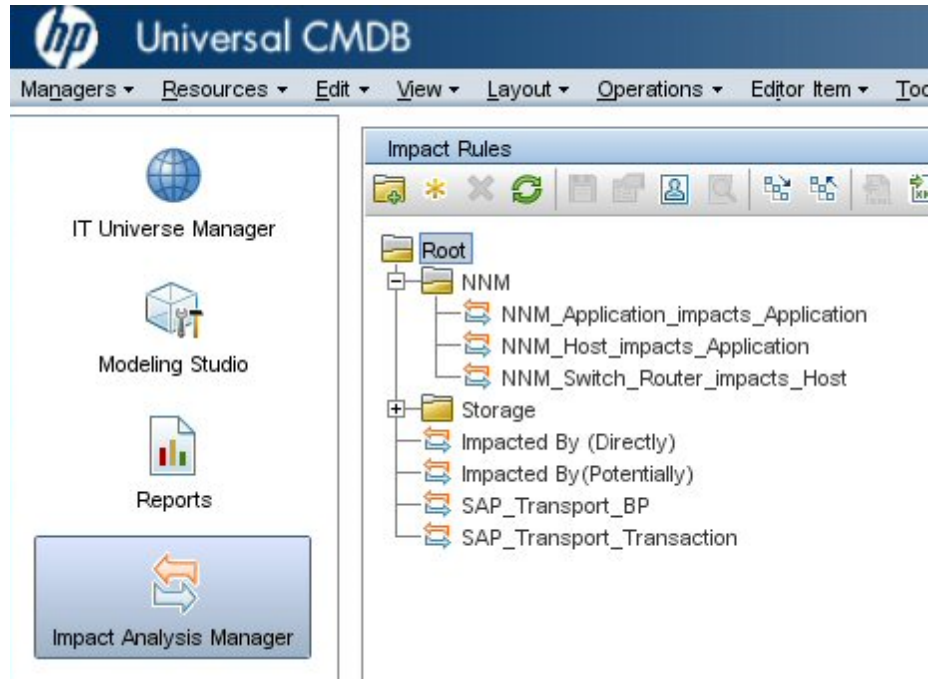 hp Universal CMDB
Managers Resources Edit View Layout Operations Editor Item
IT Universe Manager
Modeling Studio
Reports
Impact Analysis Manager
Impact Rules
Root
NNM
NNM_Application_impacts_Application
NNM_Host_impacts_Application
NNM_Switch_Router_impacts_Host
Storage
Impacted By (Directly)
Impacted By(Potentially)
SAP_Transport_BP
SAP_Transport_Transaction